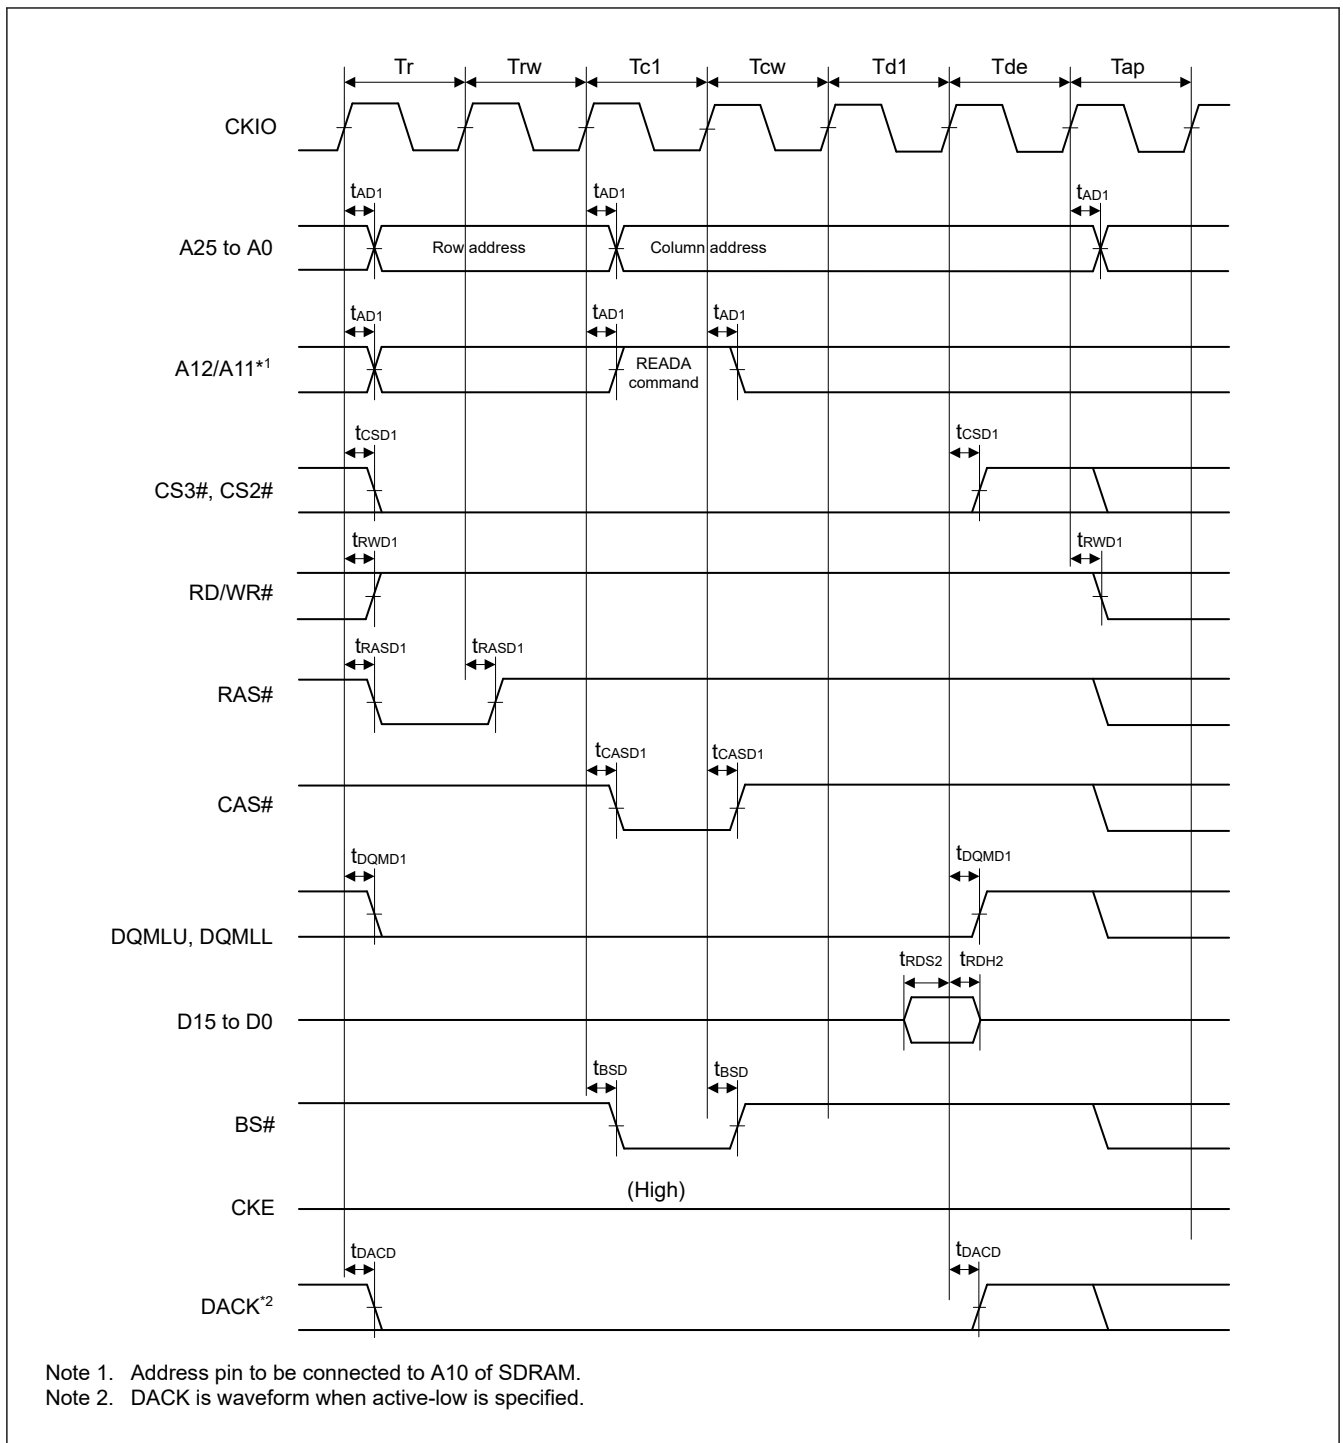 Tr Trw Tc1 Tcw Td1 Tde Tap
CKIO
tAD1 tAD1 tAD1
A25 to A0 Row address Column address
tAD1 tAD1 tAD1
A12/A11*1 READA
command
tCSD1 tCSD1
CS3#, CS2#
tRWD1 tRWD1
RD/WR#
tRASD1 tRASD1
RAS#
tCASD1 tCASD1
CAS#
tDQMD1 tDQMD1
DQMLU, DQMLL
tRDS2 tRDH2
D15 to D0
tBSD tBSD
BS#
(High)
CKE
tDACD tDACD
DACK*2
Note 1. Address pin to be connected to A10 of SDRAM.
Note 2. DACK is waveform when active-low is specified.